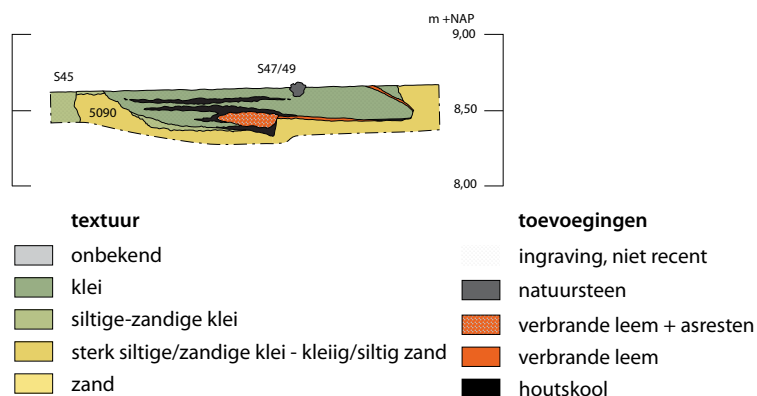 m +NAP
9,00
S47/49
S45
5090
8,50
8,00
textuur
onbekend
klei
siltige-zandige klei
sterk siltige/zandige klei - kleiig/siltig zand
zand
toevoegingen
ingraving, niet recent
natuursteen
verbrande leem + asresten
verbrande leem
houtskool